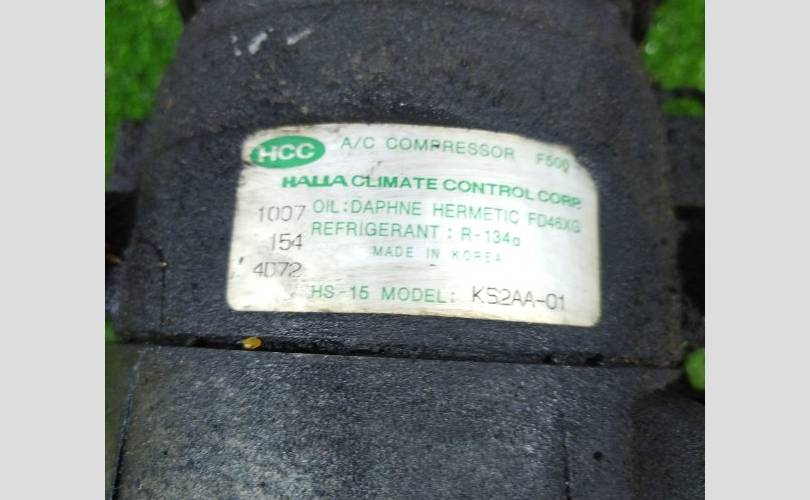 HCC A/C COMPRESSOR F500
HALLA CLIMATE CONTROL CORP.
1007 OIL:DAPHNE HERMETIC FD46XG
154 REFRIGERANT : R-134a
MADE IN KOREA
4D72
HS-15 MODEL: K52AA-01